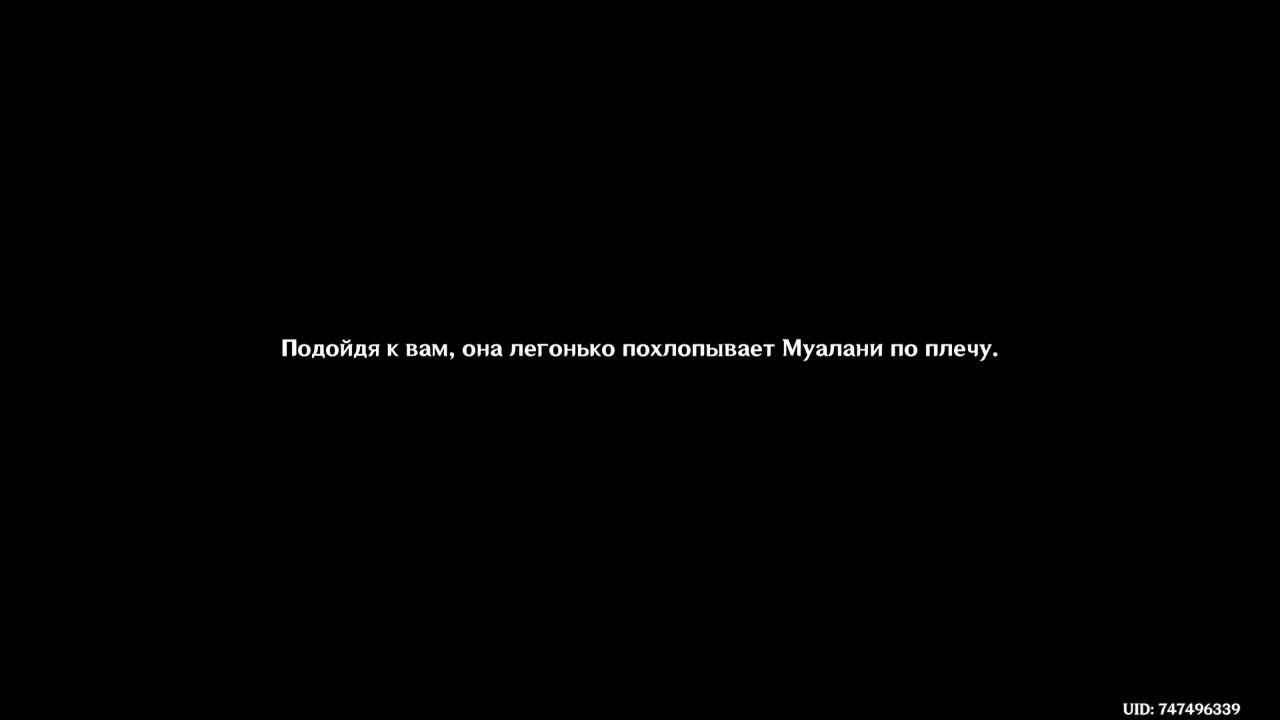 Подойдя к вам, она легонько похлопывает Муалани по плечу.
UID: 747496339